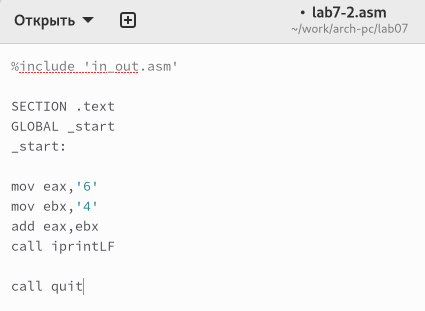 Открыть
• lab7-2.asm
~/work/arch-pc/lab07
%include 'in_out.asm'
SECTION .text
GLOBAL _start
_start:
mov eax,'6'
mov ebx,'4'
add eax,ebx
call iprintLF
call quit